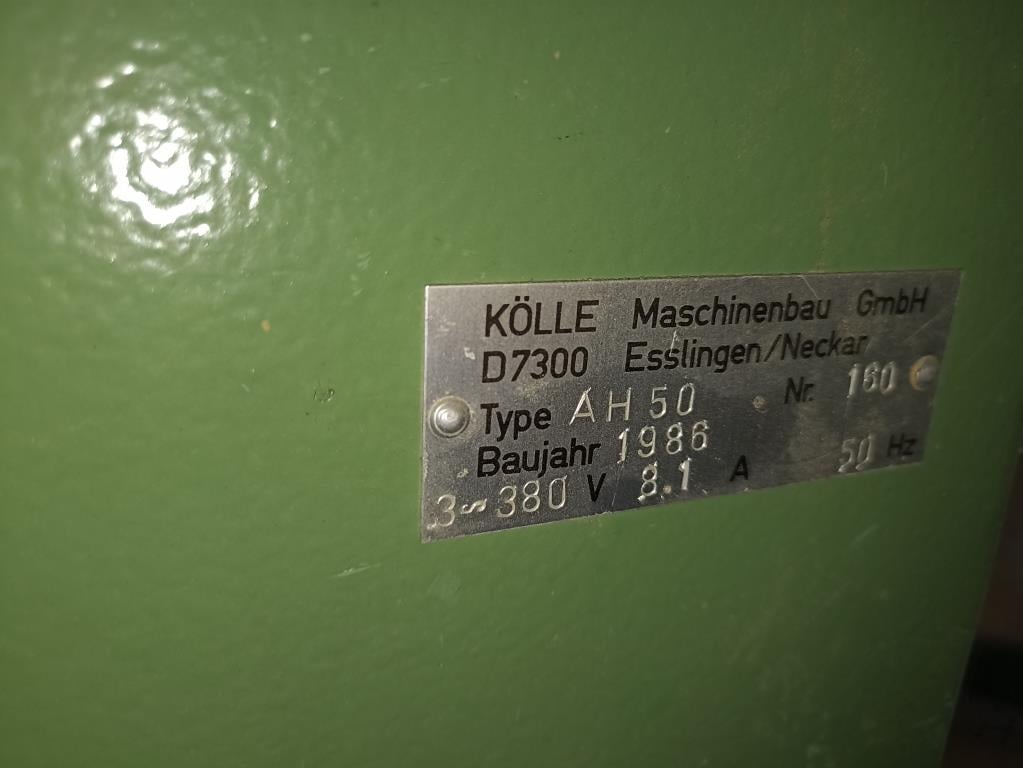 KÖLLE Maschinenbau GmbH
D7300 Esslingen/Neckar
Type AH 50 Nr. 160
Baujahr 1986
3~380 V 8.1 A 50 Hz